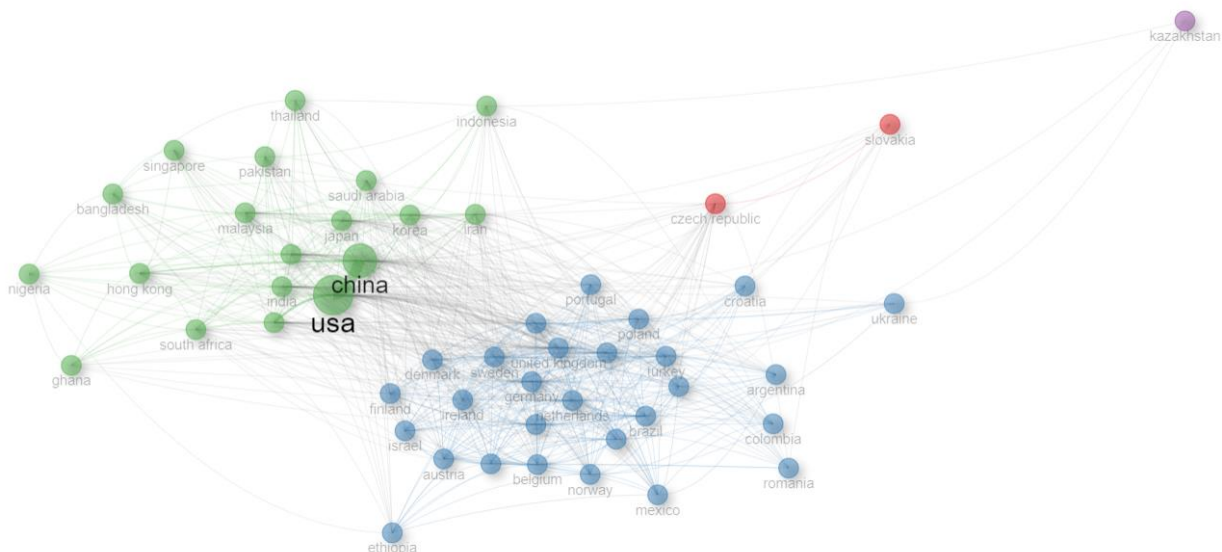 kazakhstan
thailand
indonesia
slovakia
singapore
pakistan
saudi arabia
bangladesh
malaysia
japan
korea
iran
czech republic
nigeria
hong kong
india
china
usa
portugal
croatia
ukraine
south africa
poland
ghana
denmark
sweden
united kingdom
turkey
finland
ireland
germany
netherlands
brazil
argentina
israel
colombia
austria
belgium
norway
romania
mexico
ethiopia